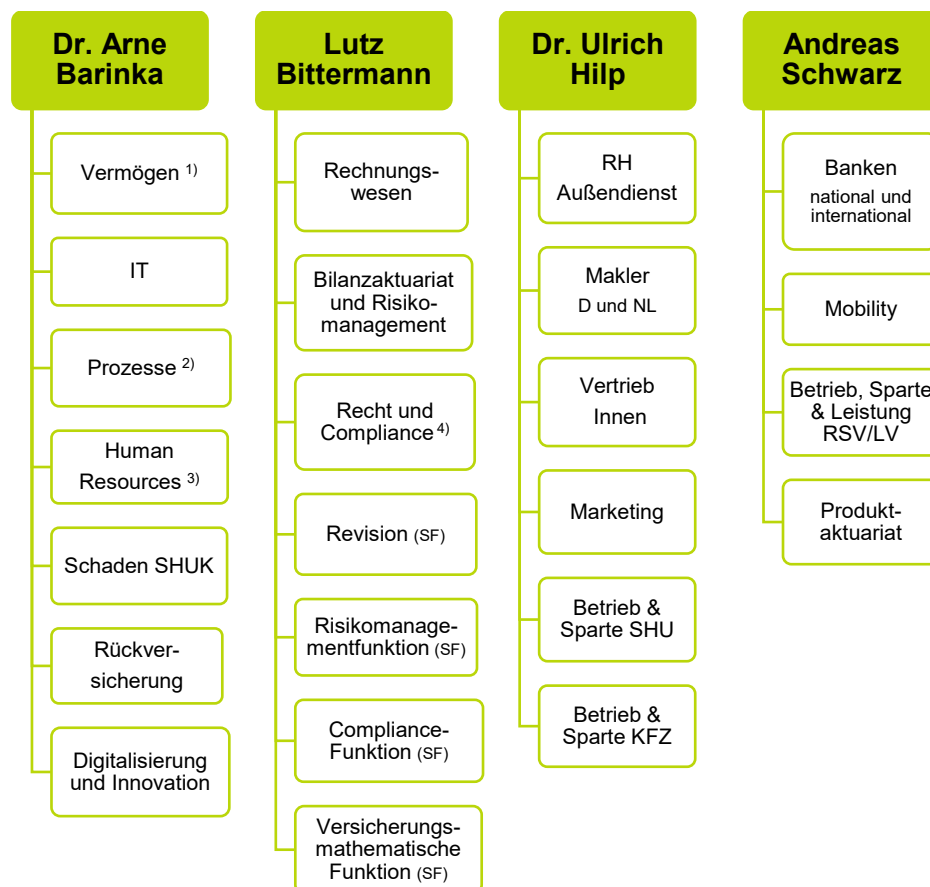 Dr. Arne
Barinka
Vermögen 1)
IT
Prozesse 2)
Human
Resources 3)
Schaden SHUK
Rückver-
sicherung
Digitalisierung
und Innovation
Lutz
Bittermann
Rechnungs-
wesen
Bilanzaktuariat
und Risiko-
management
Recht und
Compliance 4)
Revision (SF)
Risikomanage-
mentfunktion (SF)
Compliance-
Funktion (SF)
Versicherungs-
mathematische
Funktion (SF)
Dr. Ulrich
Hilp
RH
Außendienst
Makler
D und NL
Vertrieb
Innen
Marketing
Betrieb &
Sparte SHU
Betrieb &
Sparte KFZ
Andreas
Schwarz
Banken
national und
international
Mobility
Betrieb, Sparte
& Leistung
RSV/LV
Produkt-
aktuariat